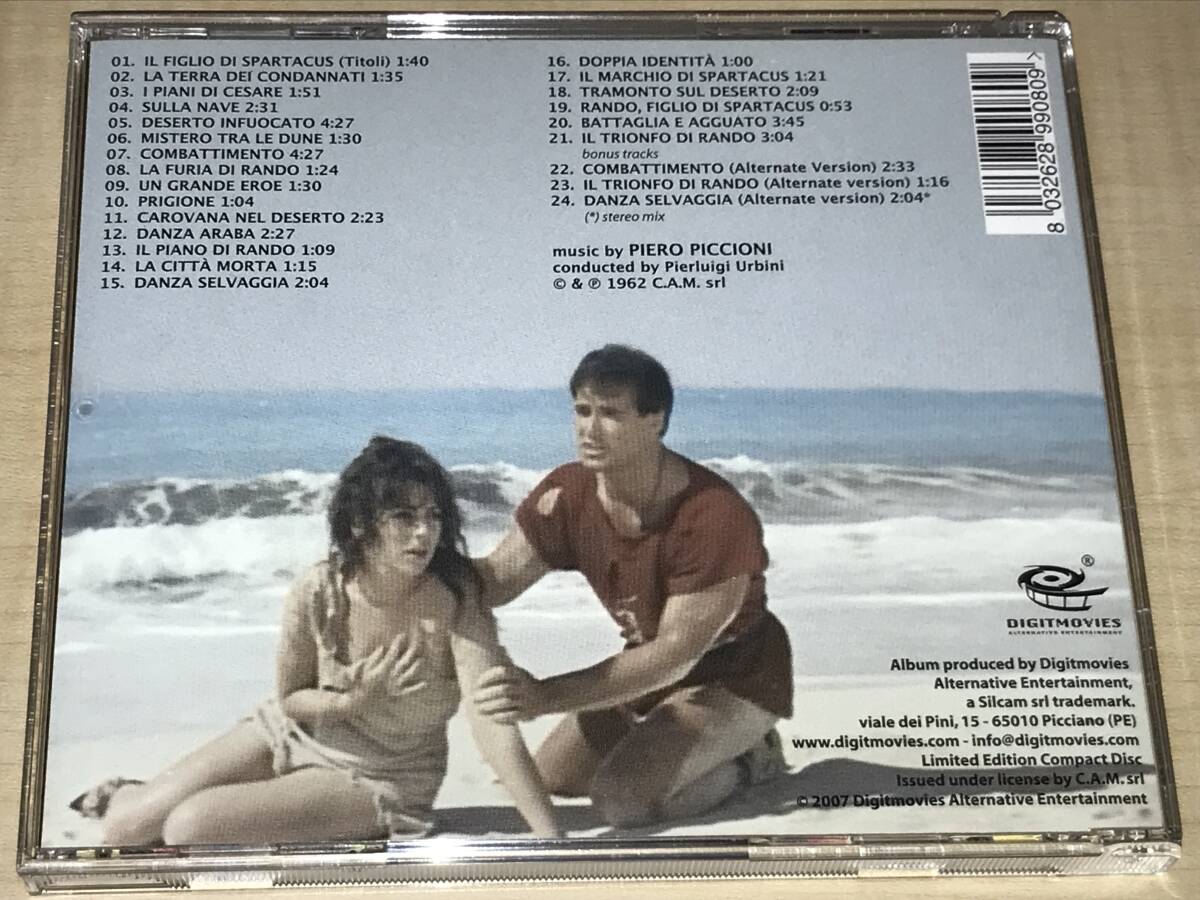 01. IL FIGLIO DI SPARTACUS (Titoli) 1:40
02. LA TERRA DEI CONDANNATI 1:35
03. I PIANI DI CESARE 1:51
04. SULLA NAVE 2:31
05. DESERTO INFUOCATO 4:27
06. MISTERO TRA LE DUNE 1:30
07. COMBATTIMENTO 4:27
08. LA FURIA DI RANDO 1:24
09. UN GRANDE EROE 1:30
10. PRIGIONE 1:04
11. CAROVANA NEL DESERTO 2:23
12. DANZA ARABA 2:27
13. IL PIANO DI RANDO 1:09
14. LA CITTÀ MORTA 1:15
15. DANZA SELVAGGIA 2:04
16. DOPPIA IDENTITÀ 1:00
17. IL MARCHIO DI SPARTACUS 1:21
18. TRAMONTO SUL DESERTO 2:09
19. RANDO, FIGLIO DI SPARTACUS 0:53
20. BATTAGLIA E AGGUATO 3:45
21. IL TRIONFO DI RANDO 3:04
bonus tracks
22. COMBATTIMENTO (Alternate Version) 2:33
23. IL TRIONFO DI RANDO (Alternate version) 1:16
24. DANZA SELVAGGIA (Alternate version) 2:04*
(*) stereo mix
music by PIERO PICCIONI
conducted by Pierluigi Urbini
© & ℗ 1962 C.A.M. srl
8 032628 990809 >
®
DIGITMOVIES
ALTERNATIVE ENTERTAINMENT
Album produced by Digitmovies
Alternative Entertainment,
a Silcam srl trademark.
viale dei Pini, 15 - 65010 Picciano (PE)
www.digitmovies.com - info@digitmovies.com
Limited Edition Compact Disc
Issued under license by C.A.M. srl
© 2007 Digitmovies Alternative Entertainment